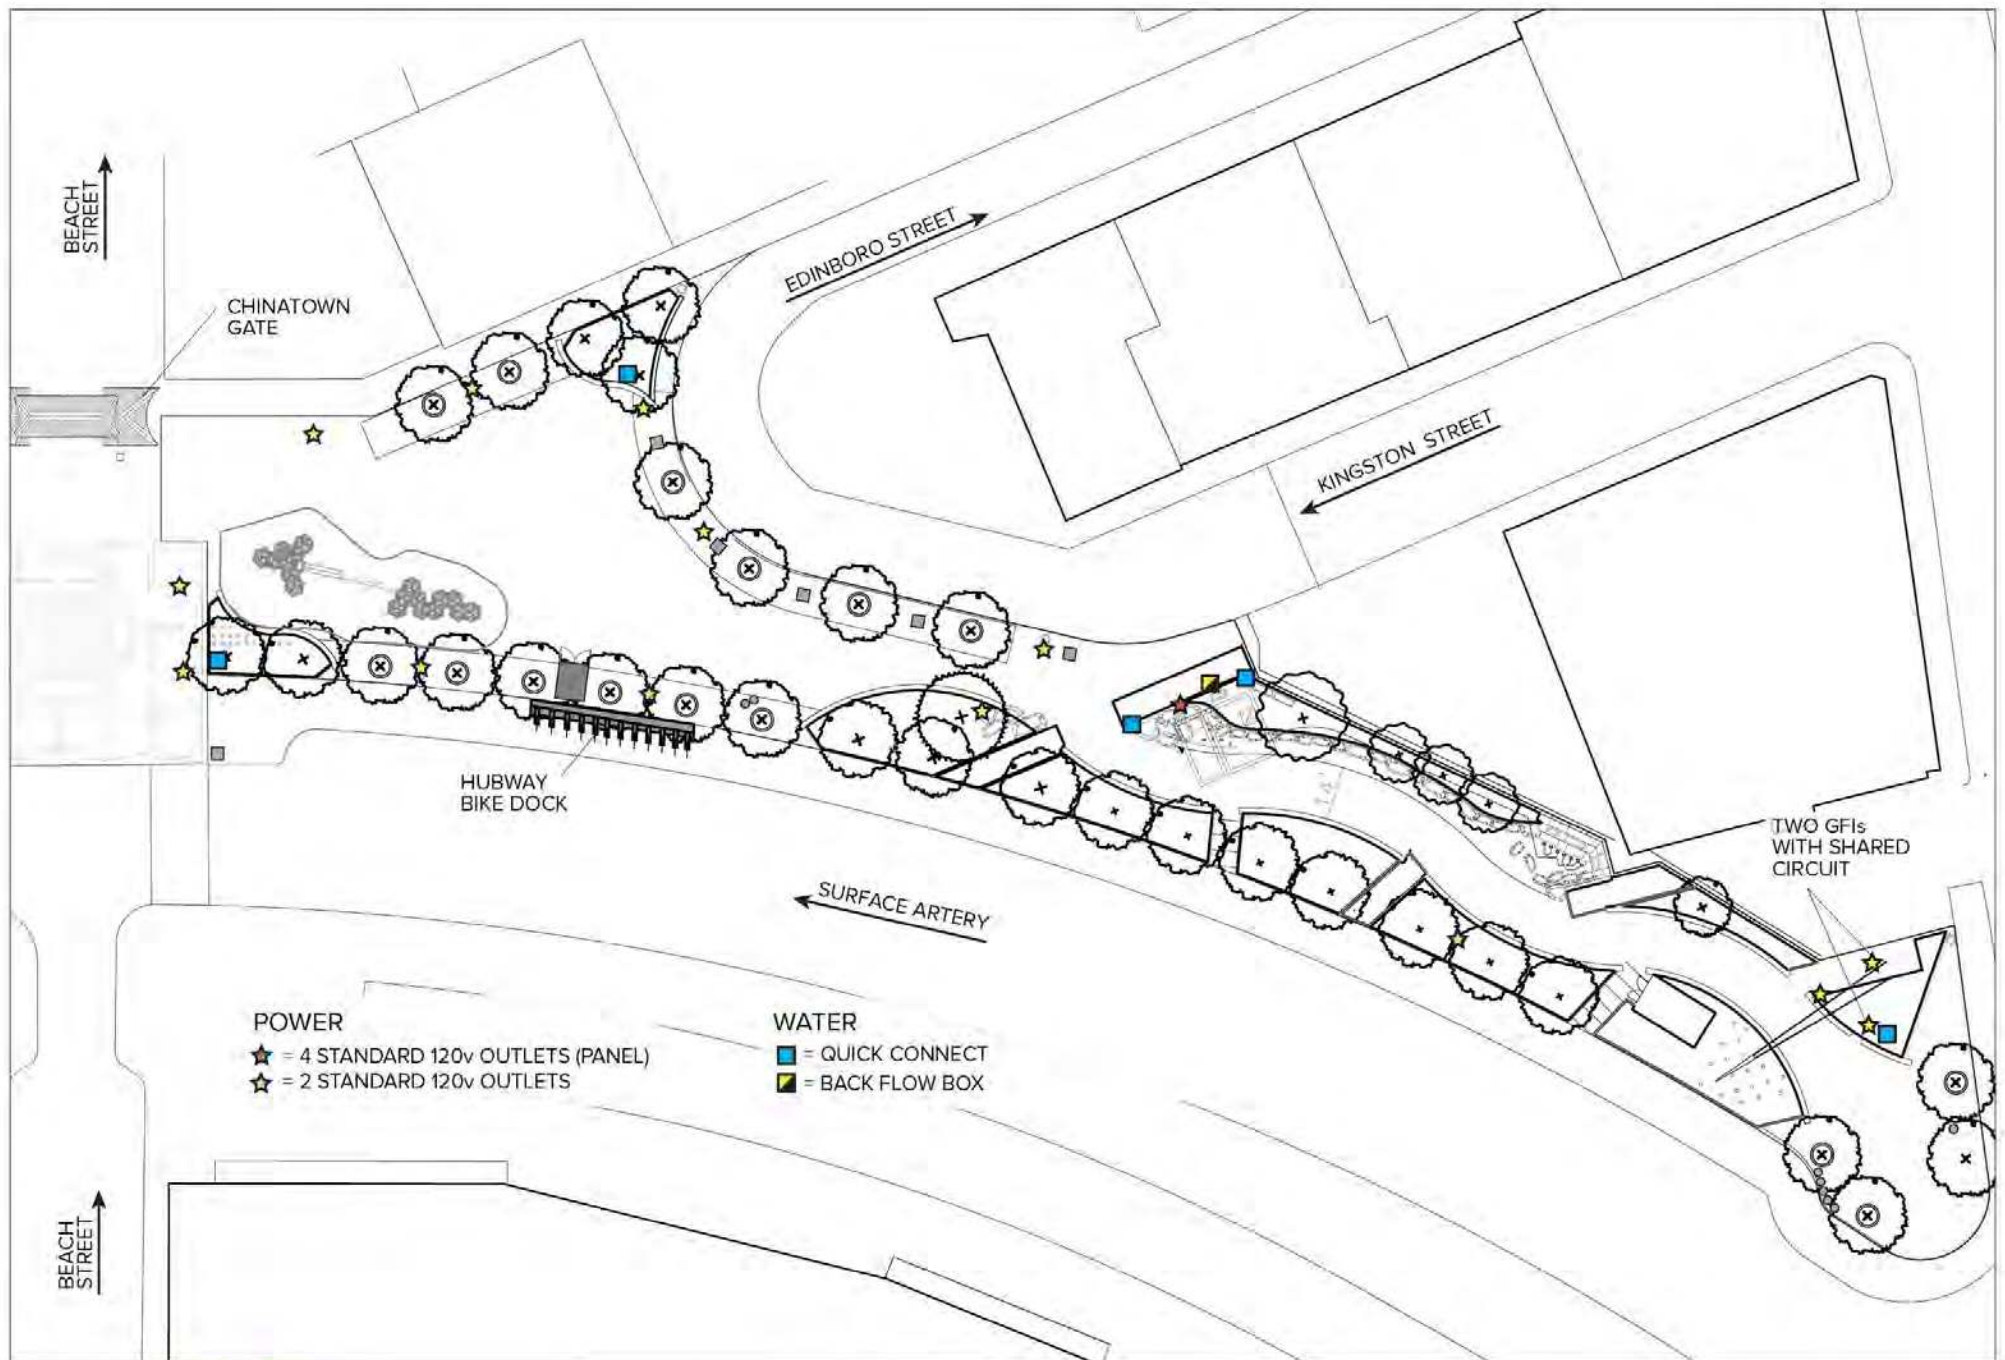 BEACH
STREET
CHINATOWN
GATE
EDINBORO STREET
KINGSTON STREET
HUBWAY
BIKE DOCK
TWO GFIs
WITH SHARED
CIRCUIT
SURFACE ARTERY
POWER
= 4 STANDARD 120v OUTLETS (PANEL)
= 2 STANDARD 120v OUTLETS
WATER
= QUICK CONNECT
= BACK FLOW BOX
14
BEACH
STREET